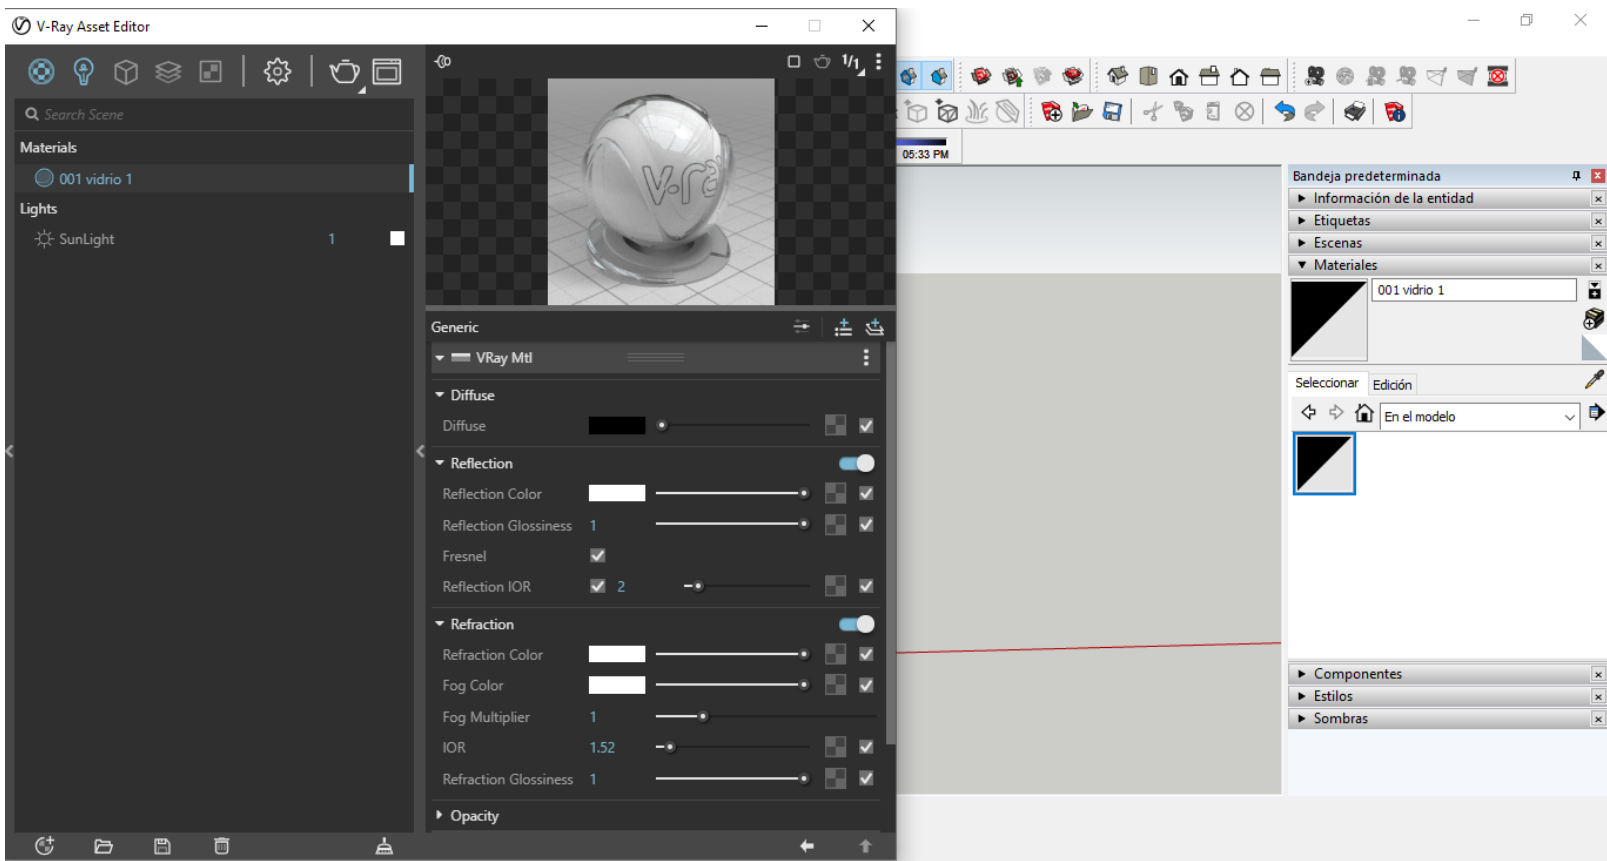 V-Ray Asset Editor
1/1
Search Scene
Materials
001 vidrio 1
Lights
SunLight 1
V-ra
Generic
VRay Mtl
Diffuse
Diffuse
Reflection
Reflection Color
Reflection Glossiness 1
Fresnel
Reflection IOR 2
Refraction
Refraction Color
Fog Color
Fog Multiplier 1
IOR 1.52
Refraction Glossiness 1
Opacity
05:33 PM
Bandeja predeterminada
Información de la entidad
Etiquetas
Escenas
Materiales
001 vidrio 1
Seleccionar Edición
En el modelo
Componentes
Estilos
Sombras